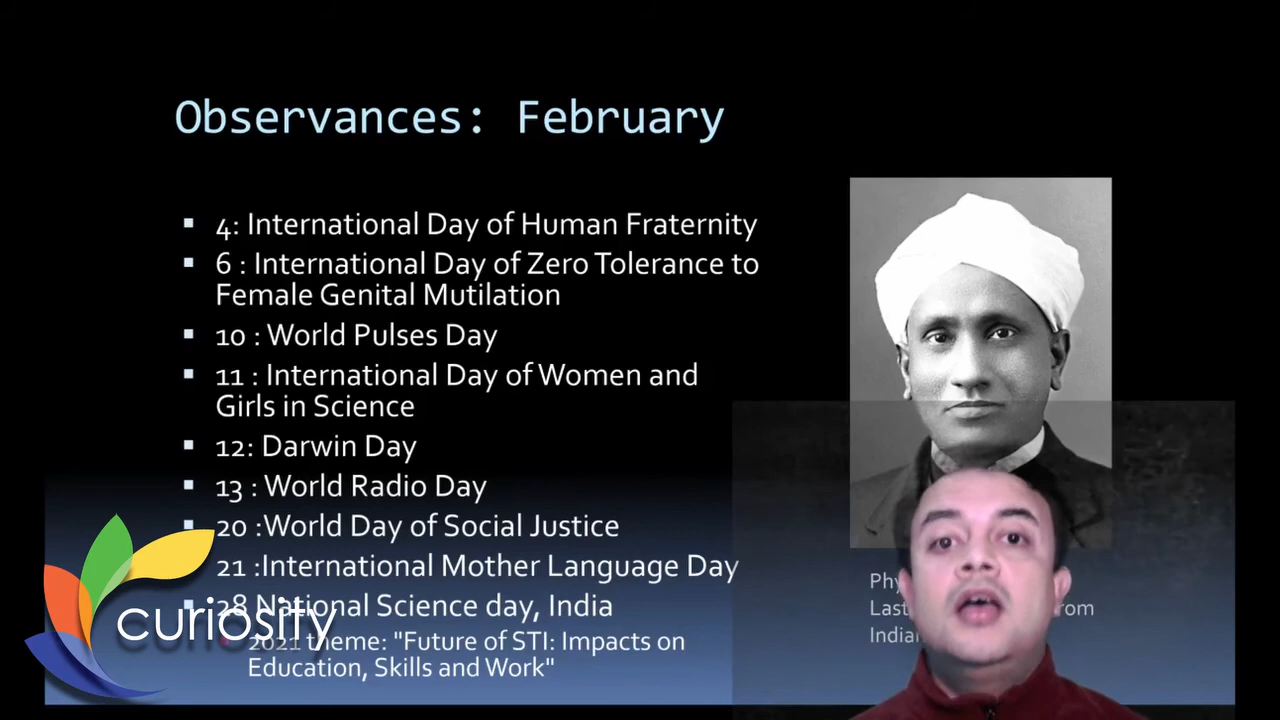 Observances: February
4: International Day of Human Fraternity
6 : International Day of Zero Tolerance to
Female Genital Mutilation
10 : World Pulses Day
11 : International Day of Women and
Girls in Science
12: Darwin Day
13 : World Radio Day
20 :World Day of Social Justice
21 :International Mother Language Day
28 National Science day, India
2021 theme: "Future of STI: Impacts on
Education, Skills and Work"
curiosity
Last
rom